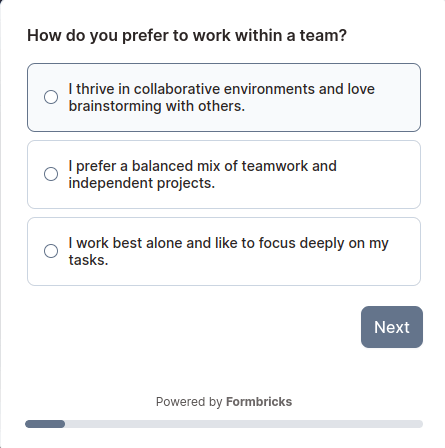 How do you prefer to work within a team?
I thrive in collaborative environments and love
brainstorming with others.
I prefer a balanced mix of teamwork and
independent projects.
I work best alone and like to focus deeply on my
tasks.
Next
Powered by Formbricks